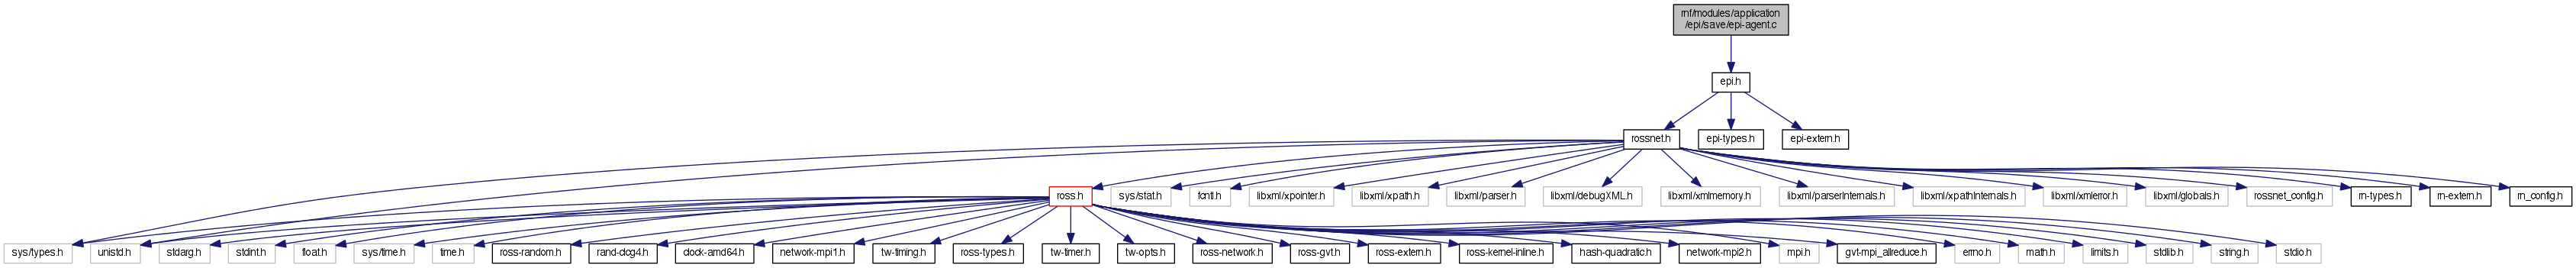 rnf/modules/application
/epi/save/epi-agent.c
epi.h
rossnet.h
epi-types.h
epi-extern.h
ross.h
sys/stat.h
fcntl.h
libxml/xpointer.h
libxml/xpath.h
libxml/parser.h
libxml/debugXML.h
libxml/xmlmemory.h
libxml/parserInternals.h
libxml/xpathInternals.h
libxml/xmlerror.h
libxml/globals.h
rossnet_config.h
rn-types.h
rn-extern.h
rn_config.h
sys/types.h
unistd.h
stdarg.h
stdint.h
float.h
sys/time.h
time.h
ross-random.h
rand-clcg4.h
clock-amd64.h
network-mpi1.h
tw-timing.h
ross-types.h
tw-timer.h
tw-opts.h
ross-network.h
ross-gvt.h
ross-extern.h
ross-kernel-inline.h
hash-quadratic.h
network-mpi2.h
mpi.h
gvt-mpi_allreduce.h
errno.h
math.h
limits.h
stdlib.h
string.h
stdio.h